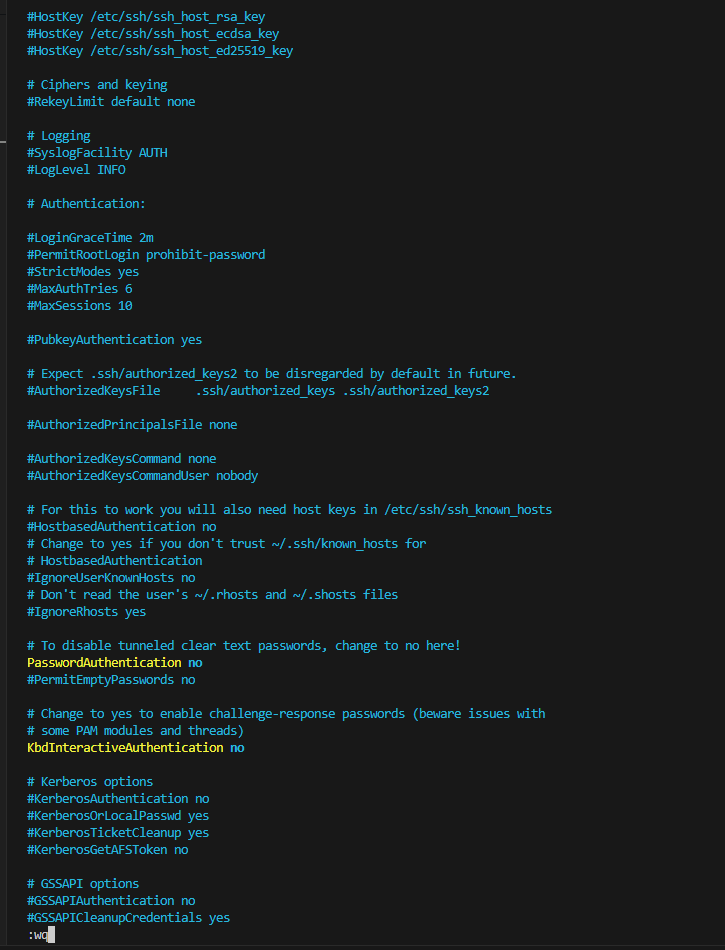 #HostKey /etc/ssh/ssh_host_rsa_key
#HostKey /etc/ssh/ssh_host_ecdsa_key
#HostKey /etc/ssh/ssh_host_ed25519_key
# Ciphers and keying
#RekeyLimit default none
# Logging
#SyslogFacility AUTH
#LogLevel INFO
# Authentication:
#LoginGraceTime 2m
#PermitRootLogin prohibit-password
#StrictModes yes
#MaxAuthTries 6
#MaxSessions 10
#PubkeyAuthentication yes
# Expect .ssh/authorized_keys2 to be disregarded by default in future.
#AuthorizedKeysFile     .ssh/authorized_keys .ssh/authorized_keys2
#AuthorizedPrincipalsFile none
#AuthorizedKeysCommand none
#AuthorizedKeysCommandUser nobody
# For this to work you will also need host keys in /etc/ssh/ssh_known_hosts
#HostbasedAuthentication no
# Change to yes if you don't trust ~/.ssh/known_hosts for
# HostbasedAuthentication
#IgnoreUserKnownHosts no
# Don't read the user's ~/.rhosts and ~/.shosts files
#IgnoreRhosts yes
# To disable tunneled clear text passwords, change to no here!
PasswordAuthentication no
#PermitEmptyPasswords no
# Change to yes to enable challenge-response passwords (beware issues with
# some PAM modules and threads)
KbdInteractiveAuthentication no
# Kerberos options
#KerberosAuthentication no
#KerberosOrLocalPasswd yes
#KerberosTicketCleanup yes
#KerberosGetAFSToken no
# GSSAPI options
#GSSAPIAuthentication no
#GSSAPICleanupCredentials yes
:wq